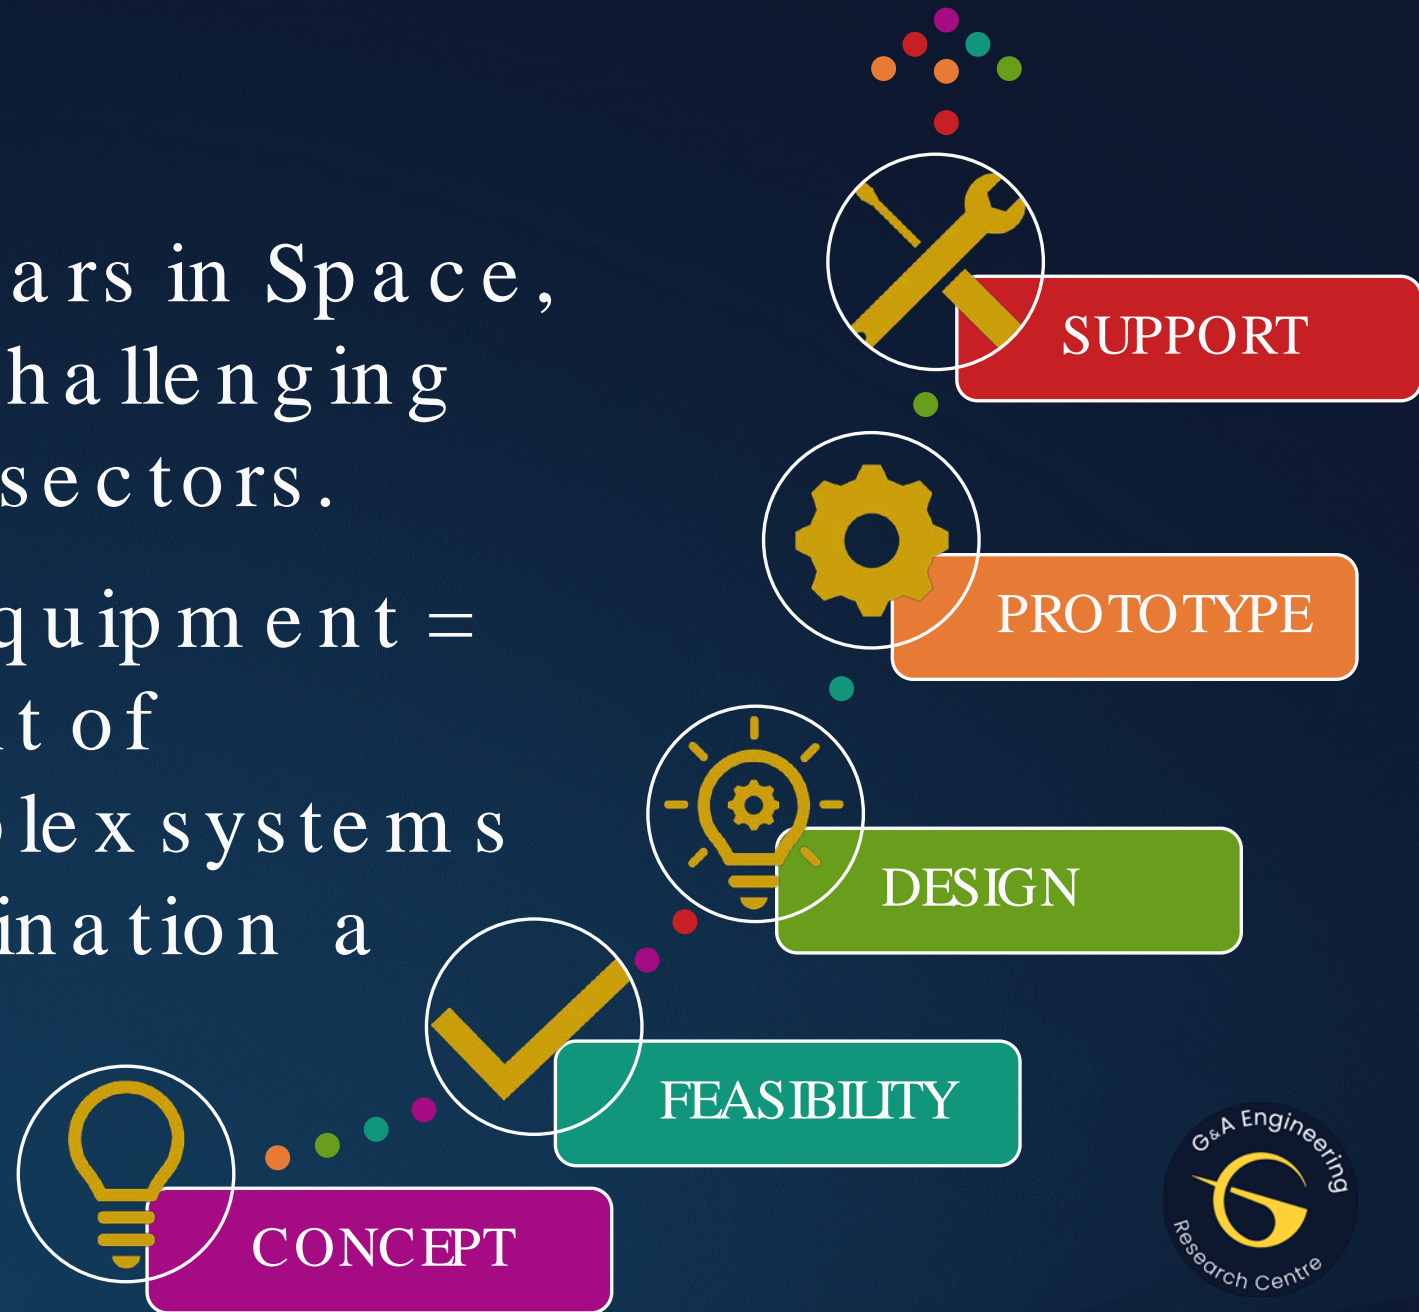 ars in Space,
hallenging
sectors.
quipment =
t of
lex systems
ination a
SUPPORT
PROTOTYPE
DESIGN
FEASIBILITY
CONCEPT
G&A Engineering
Research Centre